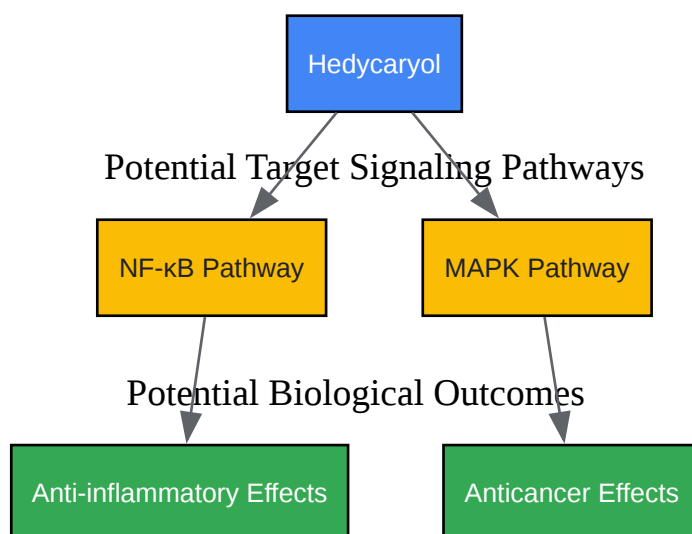 Hedycaryol
Potential Target Signaling Pathways
NF-κB Pathway
MAPK Pathway
Potential Biological Outcomes
Anti-inflammatory Effects
Anticancer Effects